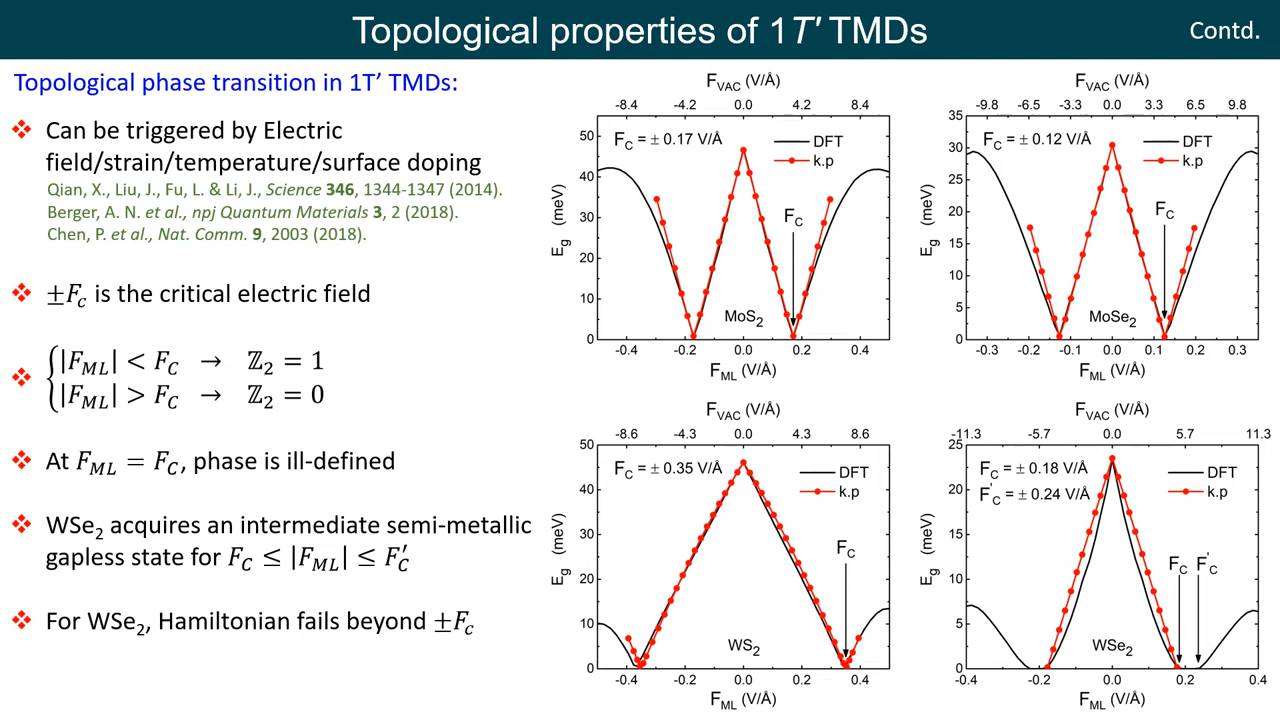 Topological properties of 1T′ TMDs
Contd.
Topological phase transition in 1T’ TMDs:
❖ Can be triggered by Electric
field/strain/temperature/surface doping
Qian, X., Liu, J., Fu, L. & Li, J., Science 346, 1344-1347 (2014).
Berger, A. N. et al., npj Quantum Materials 3, 2 (2018).
Chen, P. et al., Nat. Comm. 9, 2003 (2018).
❖ ±F_c is the critical electric field
❖ { |F_ML| < F_C → ℤ₂ = 1
|F_ML| > F_C → ℤ₂ = 0
❖ At F_ML = F_C, phase is ill-defined
❖ WSe₂ acquires an intermediate semi-metallic
gapless state for F_C ≤ |F_ML| ≤ F′_C
❖ For WSe₂, Hamiltonian fails beyond ±F_c
F_VAC (V/Å)
-8.4 -4.2 0.0 4.2 8.4
F_C = ± 0.17 V/Å
DFT
k.p
F_C
MoS₂
E_g (meV)
50
40
30
20
10
0
-0.4 -0.2 0.0 0.2 0.4
F_ML (V/Å)
F_VAC (V/Å)
-9.8 -6.5 -3.3 0.0 3.3 6.5 9.8
F_C = ± 0.12 V/Å
DFT
k.p
F_C
MoSe₂
E_g (meV)
35
30
25
20
15
10
5
0
-0.3 -0.2 -0.1 0.0 0.1 0.2 0.3
F_ML (V/Å)
F_VAC (V/Å)
-8.6 -4.3 0.0 4.3 8.6
F_C = ± 0.35 V/Å
DFT
k.p
F_C
WS₂
E_g (meV)
50
40
30
20
10
0
-0.4 -0.2 0.0 0.2 0.4
F_ML (V/Å)
F_VAC (V/Å)
-11.3 -5.7 0.0 5.7 11.3
F_C = ± 0.18 V/Å
F'_C = ± 0.24 V/Å
DFT
k.p
F_C F'_C
WSe₂
E_g (meV)
25
20
15
10
5
0
-0.4 -0.2 0.0 0.2 0.4
F_ML (V/Å)